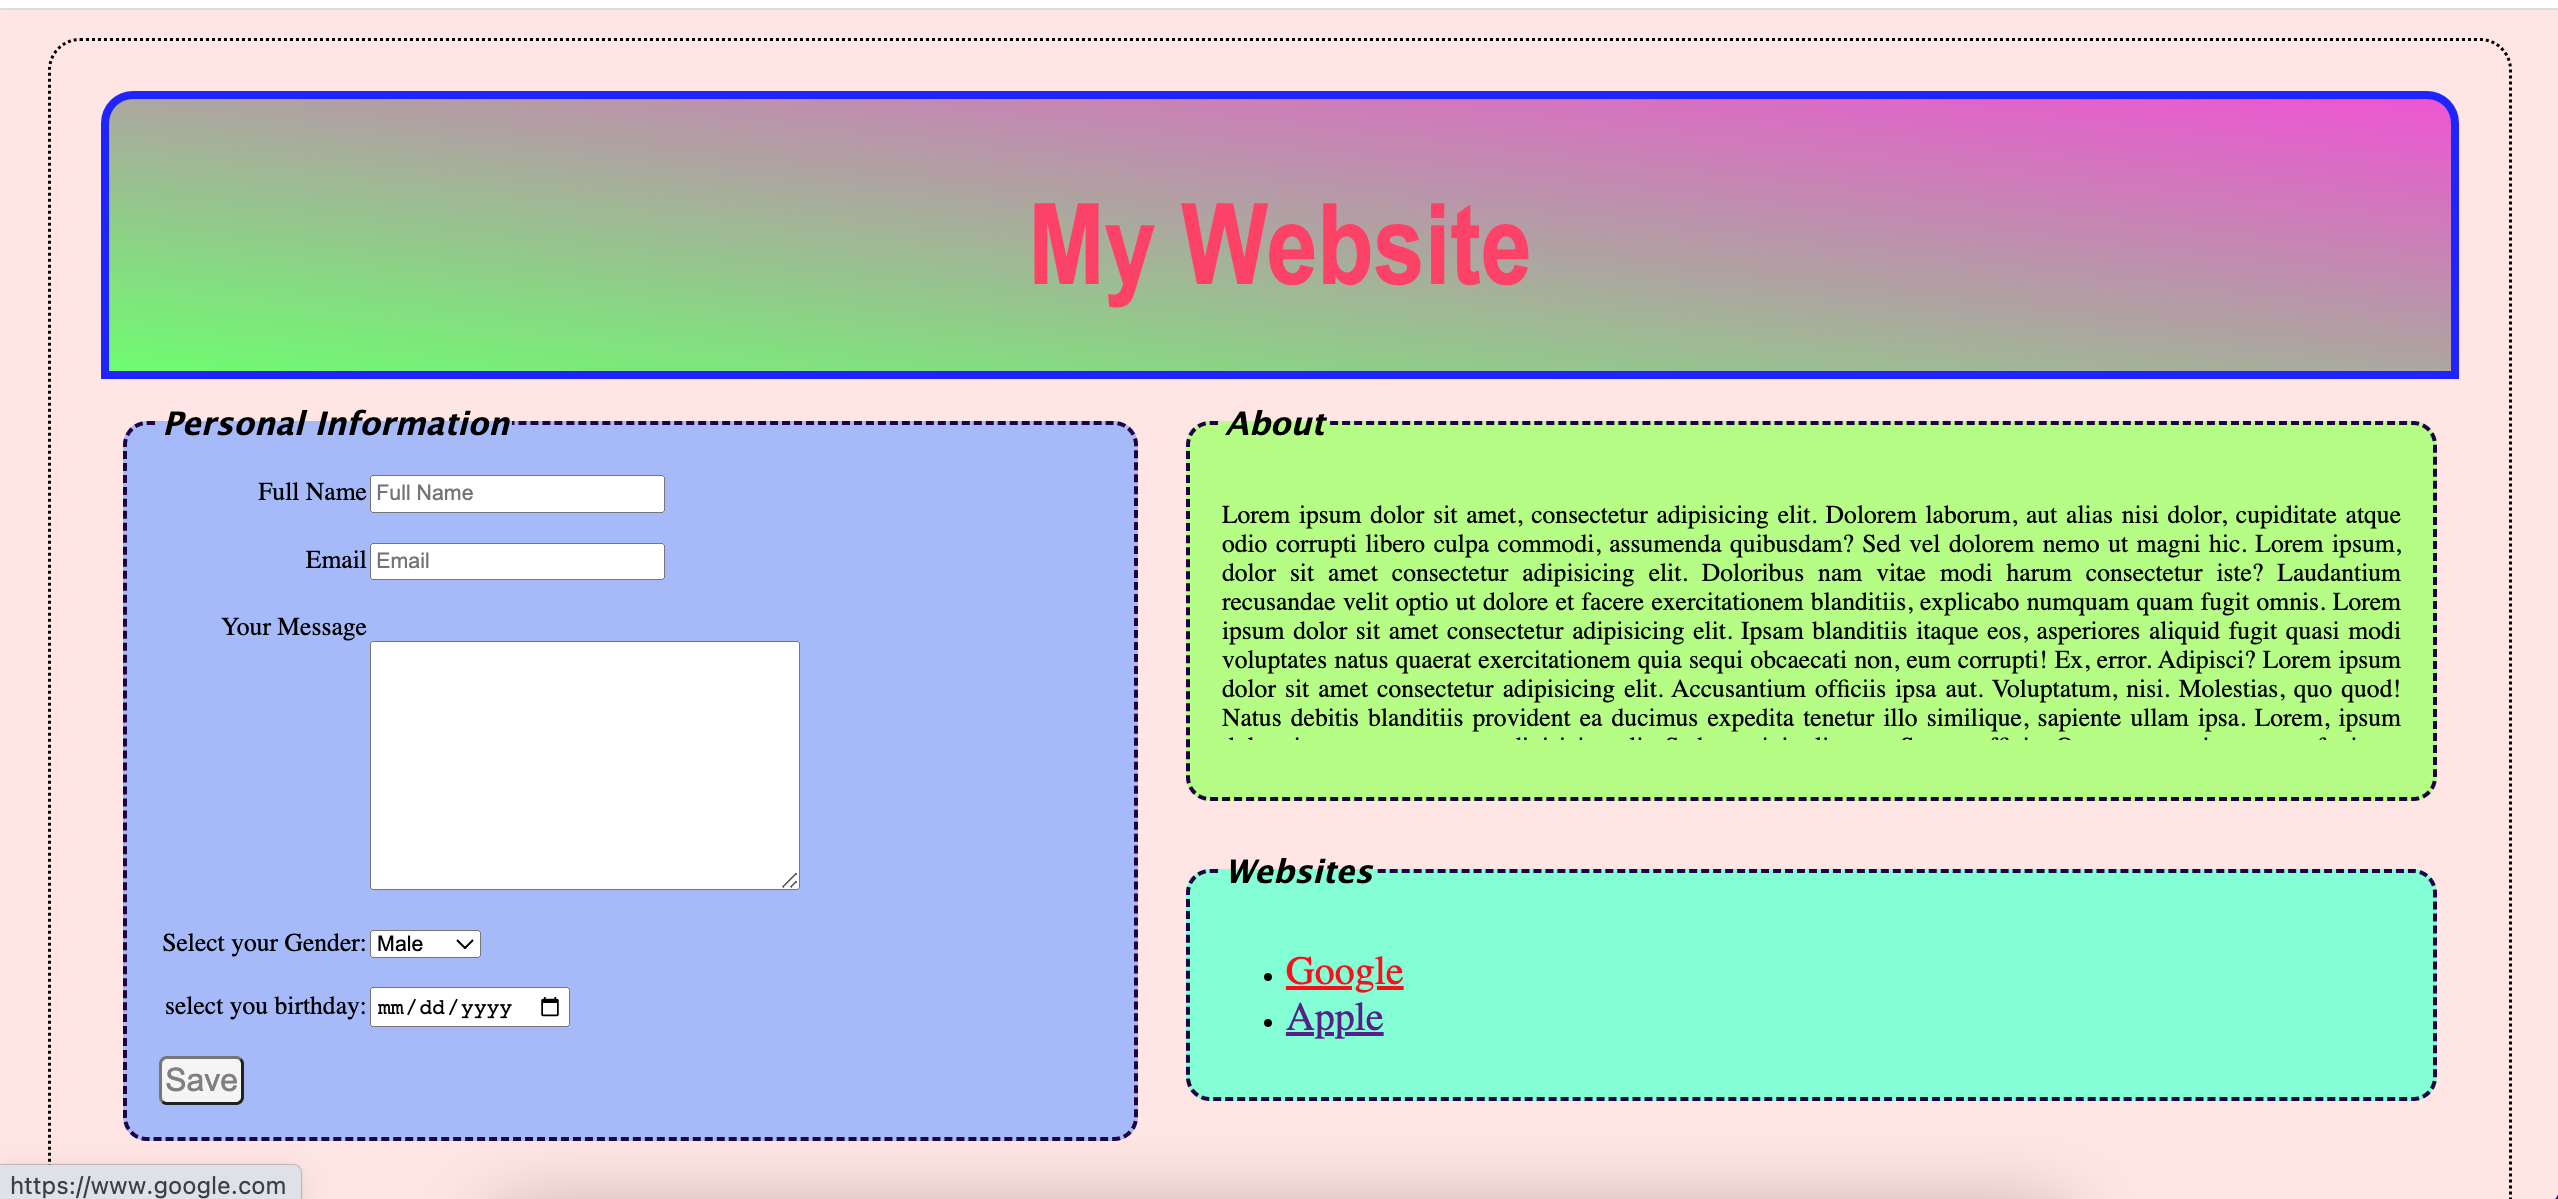 My Website
Personal Information
Full Name Full Name
Email Email
Your Message
Select your Gender: Male
select you birthday: mm/dd/yyyy
Save
About
Lorem ipsum dolor sit amet, consectetur adipisicing elit. Dolorem laborum, aut alias nisi dolor, cupiditate atque
odio corrupti libero culpa commodi, assumenda quibusdam? Sed vel dolorem nemo ut magni hic. Lorem ipsum,
dolor sit amet consectetur adipisicing elit. Doloribus nam vitae modi harum consectetur iste? Laudantium
recusandae velit optio ut dolore et facere exercitationem blanditiis, explicabo numquam quam fugit omnis. Lorem
ipsum dolor sit amet consectetur adipisicing elit. Ipsam blanditiis itaque eos, asperiores aliquid fugit quasi modi
voluptates natus quaerat exercitationem quia sequi obcaecati non, eum corrupti! Ex, error. Adipisci? Lorem ipsum
dolor sit amet consectetur adipisicing elit. Accusantium officiis ipsa aut. Voluptatum, nisi. Molestias, quo quod!
Natus debitis blanditiis provident ea ducimus expedita tenetur illo similique, sapiente ullam ipsa. Lorem, ipsum
Websites
Google
Apple
https://www.google.com